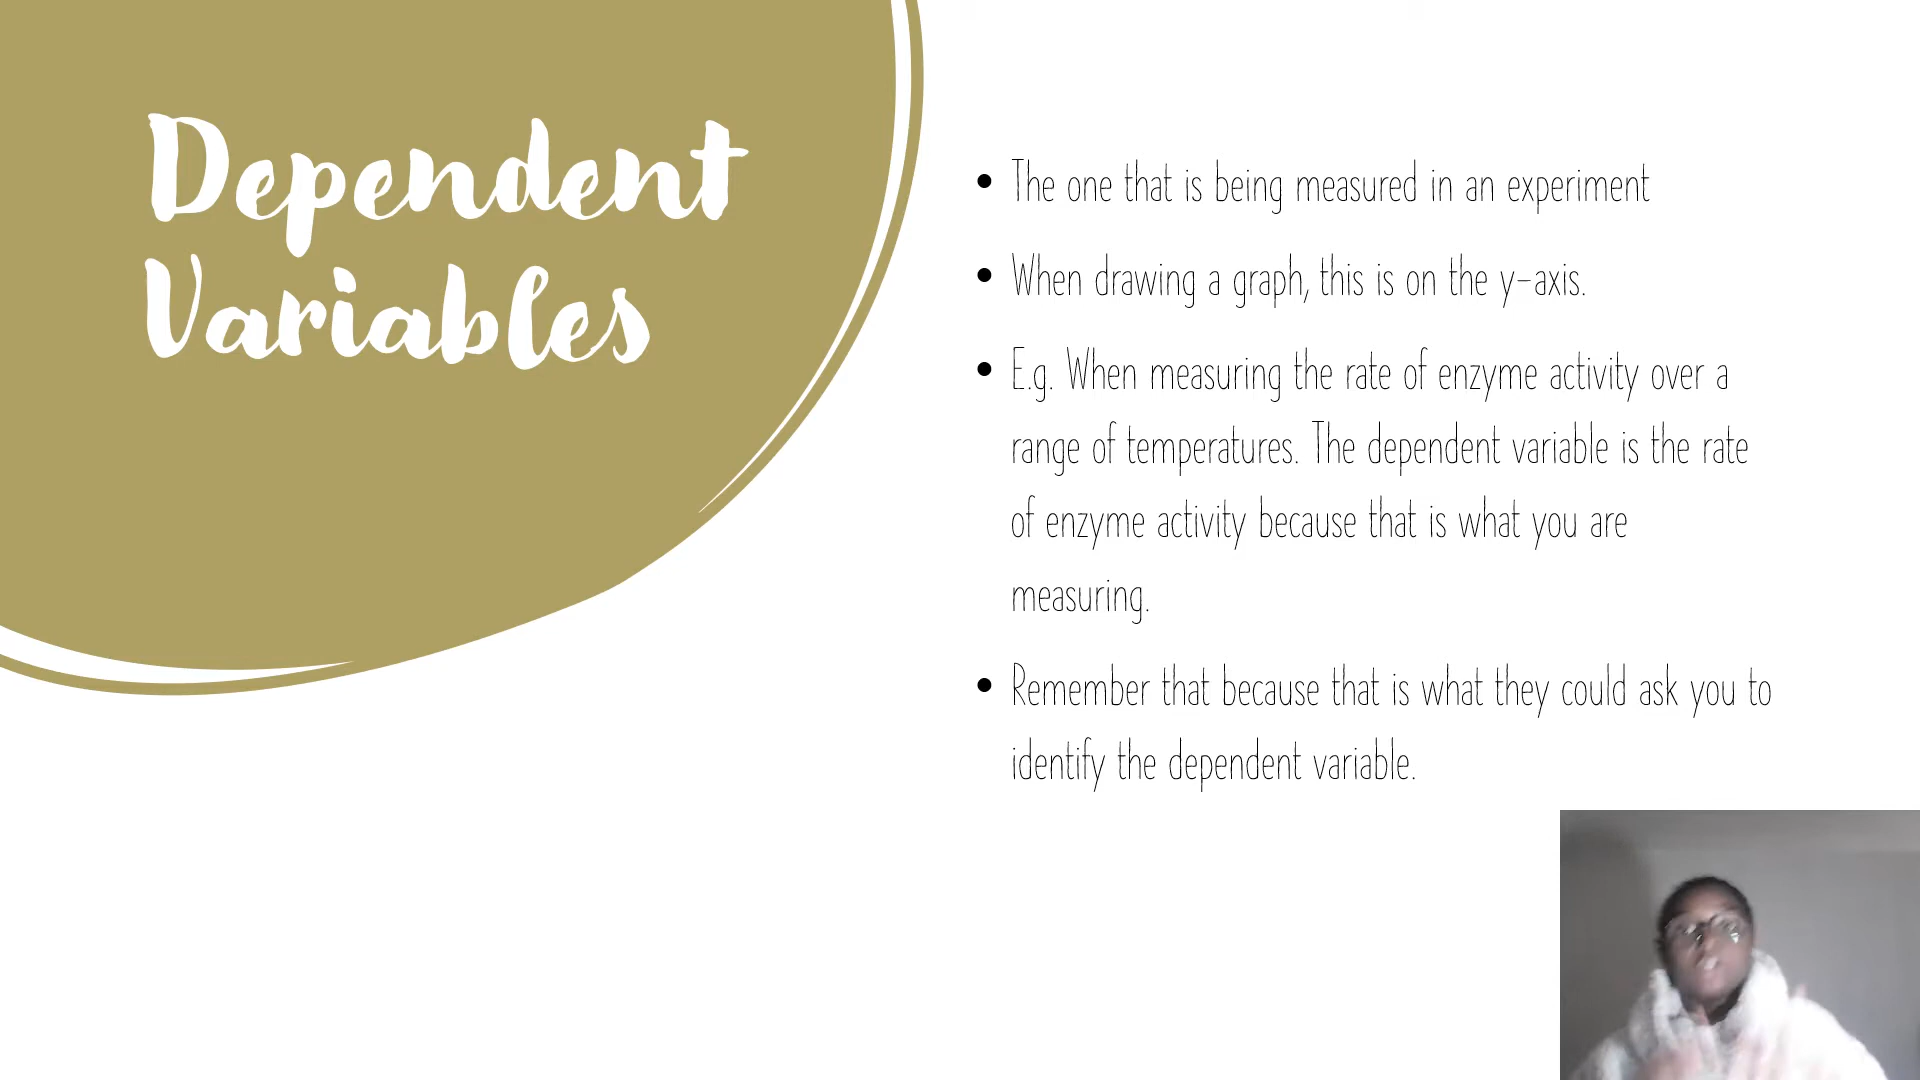 Dependent
Variables
• The one that is being measured in an experiment
• When drawing a graph, this is on the y-axis.
• E.g. When measuring the rate of enzyme activity over a
range of temperatures. The dependent variable is the rate
of enzyme activity because that is what you are
measuring.
• Remember that because that is what they could ask you to
identify the dependent variable.